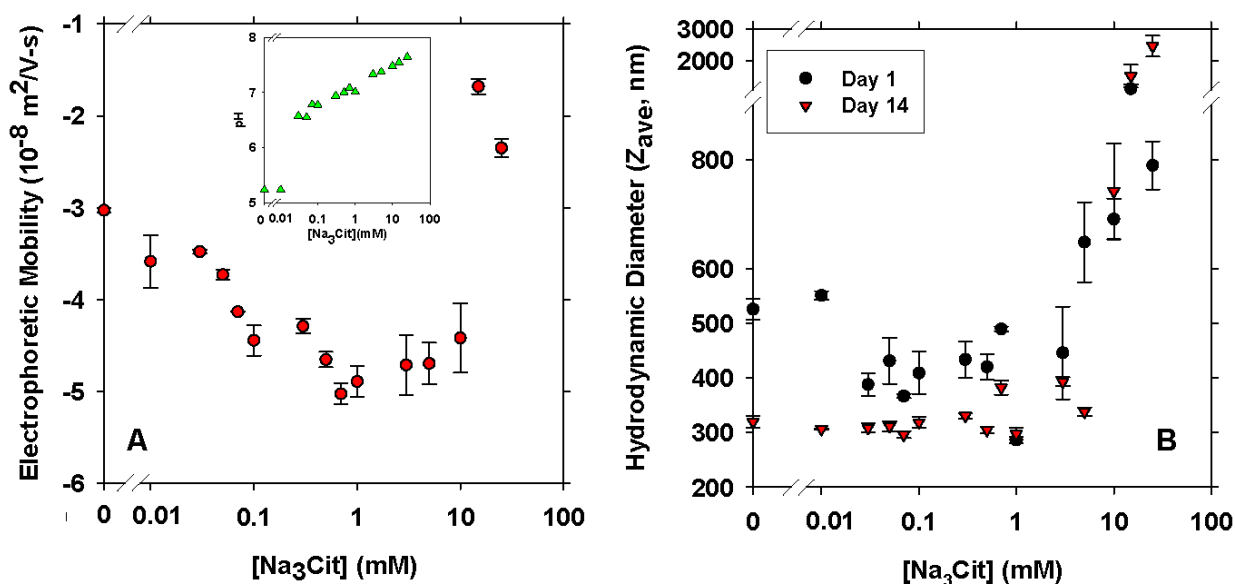 Electrophoretic Mobility (10⁻⁸ m²/V-s)
-1
-2
-3
-4
-5
-6
0 0.01 0.1 1 10 100
[Na₃Cit] (mM)
A
pH
8
7
6
5
0 0.01 0.1 1 10 100
[Na₃Cit](mM)
Hydrodynamic Diameter (Zₐᵥₑ, nm)
3000
2000
800
600
500
400
300
200
0 0.01 0.1 1 10 100
[Na₃Cit] (mM)
Day 1
Day 14
B